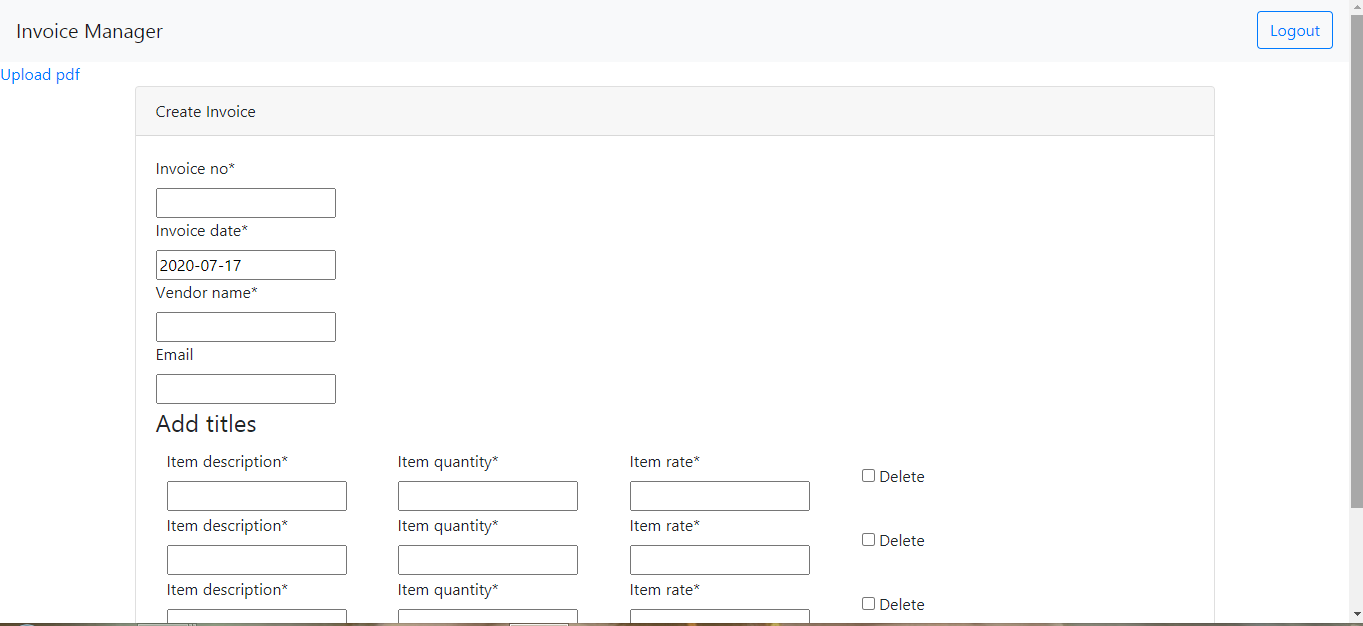 Invoice Manager Logout
Upload pdf
Create Invoice
Invoice no*
Invoice date*
2020-07-17
Vendor name*
Email
Add titles
Item description* Item quantity* Item rate*
Delete
Item description* Item quantity* Item rate*
Delete
Item description* Item quantity* Item rate*
Delete